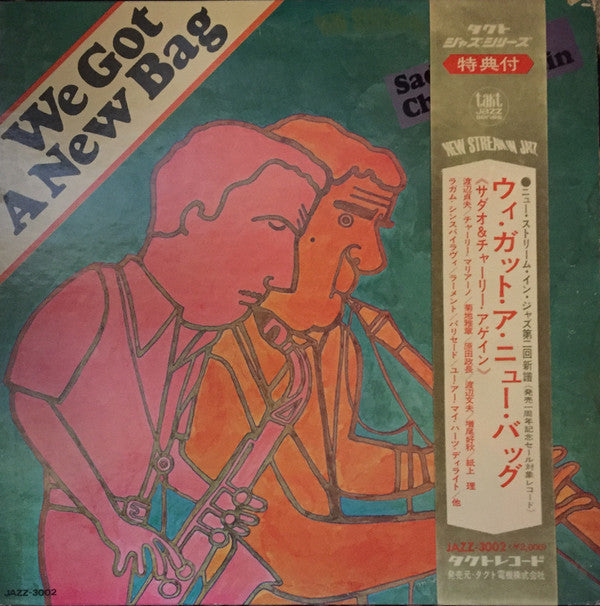 We Got
A New Bag
タクト
ジャズ・シリーズ
特典付
takt
jazz
series
NEW STREAM IN JAZZ
●ニュー・ストリーム・イン・ジャズ第二回新譜(発売一周年記念セール対象レコード)
ウィ・ガット・ア・ニュー・バッグ
《サダオ&チャーリー・アゲイン》
渡辺貞夫/チャーリー・マリアーノ/菊地雅章/原田政長/渡辺文夫/増尾好秋/紙上 理
ラガム・シンスバイラヴィ/ラーメント/パリセード/ユーアー・マイ・ハーツ・ディライト/他
JAZZ-3002 (¥2,000)
タクトレコード
発売元・タクト電機株式会社
JAZZ-3002